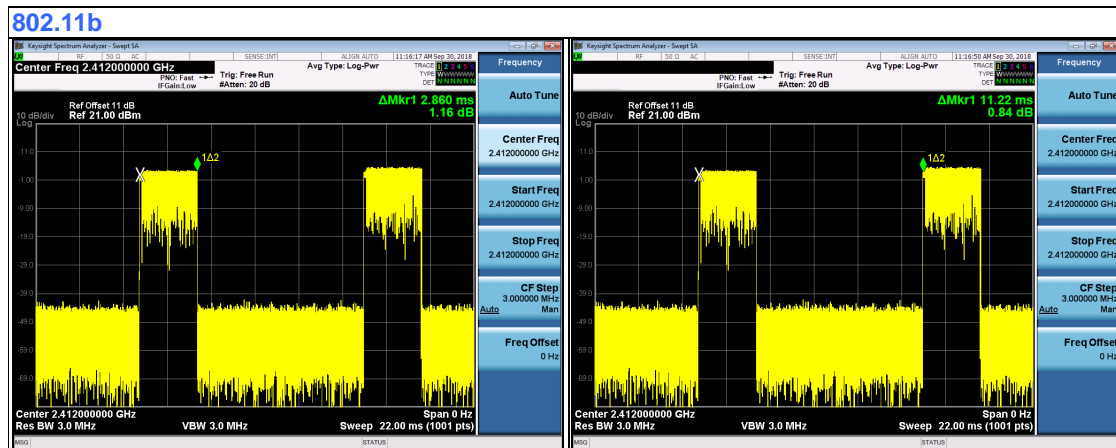 802.11b
Keysight Spectrum Analyzer - Swept SA
RF 50 Ω AC SENSE:INT ALIGN AUTO 11:16:17 AM Sep 30, 2018
Center Freq 2.412000000 GHz
Avg Type: Log-Pwr
TRACE 1 2 3 4 5 6
PNO: Fast
Trig: Free Run
TYPE
IFGain:Low
#Atten: 20 dB
DET N N N N N N
ΔMkr1 2.860 ms
1.16 dB
Ref Offset 11 dB
10 dB/div Ref 21.00 dBm
Log
11.0
1.00
-9.00
-19.0
-29.0
-39.0
-49.0
-59.0
-69.0
1Δ2
Center 2.412000000 GHz
Span 0 Hz
Res BW 3.0 MHz
VBW 3.0 MHz
Sweep 22.00 ms (1001 pts)
MSG
STATUS
Frequency
Auto Tune
Center Freq
2.412000000 GHz
Start Freq
2.412000000 GHz
Stop Freq
2.412000000 GHz
CF Step
3.000000 MHz
Auto Man
Freq Offset
0 Hz
Keysight Spectrum Analyzer - Swept SA
RF 50 Ω AC SENSE:INT ALIGN AUTO 11:16:50 AM Sep 30, 2018
Avg Type: Log-Pwr
TRACE 1 2 3 4 5 6
PNO: Fast
Trig: Free Run
TYPE
IFGain:Low
#Atten: 20 dB
DET N N N N N N
ΔMkr1 11.22 ms
0.84 dB
Ref Offset 11 dB
10 dB/div Ref 21.00 dBm
Log
11.0
1.00
-9.00
-19.0
-29.0
-39.0
-49.0
-59.0
-69.0
1Δ2
Center 2.412000000 GHz
Span 0 Hz
Res BW 3.0 MHz
VBW 3.0 MHz
Sweep 22.00 ms (1001 pts)
MSG
STATUS
Frequency
Auto Tune
Center Freq
2.412000000 GHz
Start Freq
2.412000000 GHz
Stop Freq
2.412000000 GHz
CF Step
3.000000 MHz
Auto Man
Freq Offset
0 Hz